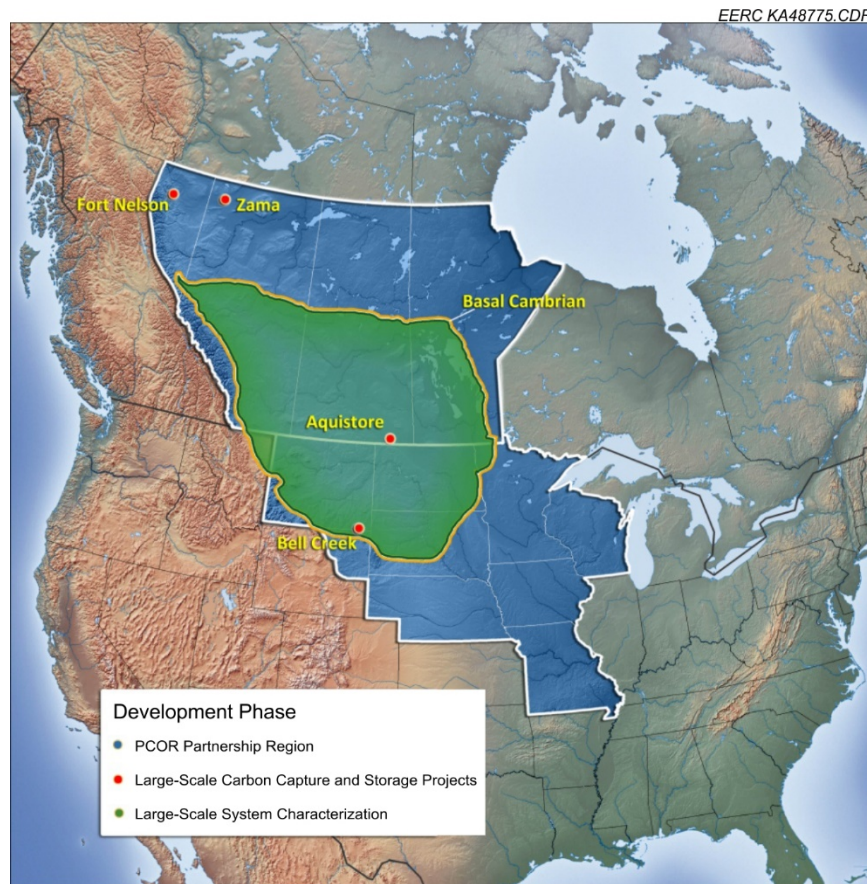 EERC KA48775.CDR
Fort Nelson
Zama
Basal Cambrian
Aquistore
Bell Creek
Development Phase
PCOR Partnership Region
Large-Scale Carbon Capture and Storage Projects
Large-Scale System Characterization